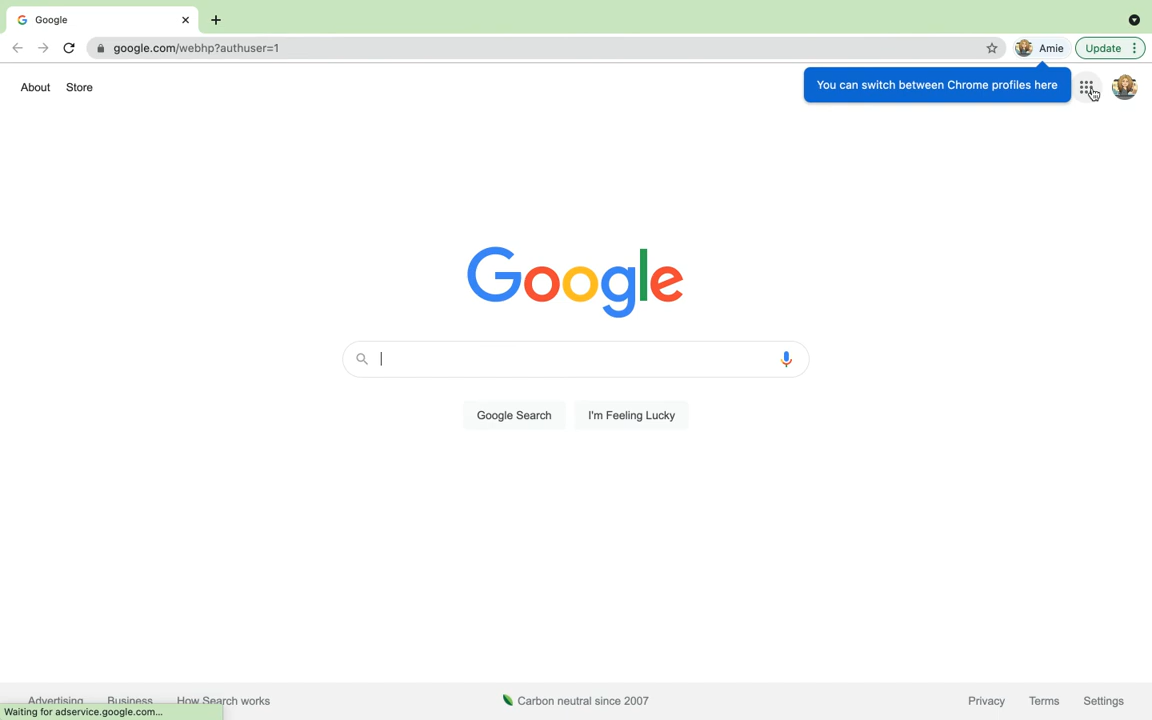 Google
google.com/webhp?authuser=1
Amie
Update
About
Store
You can switch between Chrome profiles here
Google
Google Search
I'm Feeling Lucky
Advertising
Business
How Search works
Carbon neutral since 2007
Privacy
Terms
Settings
Waiting for adservice.google.com...